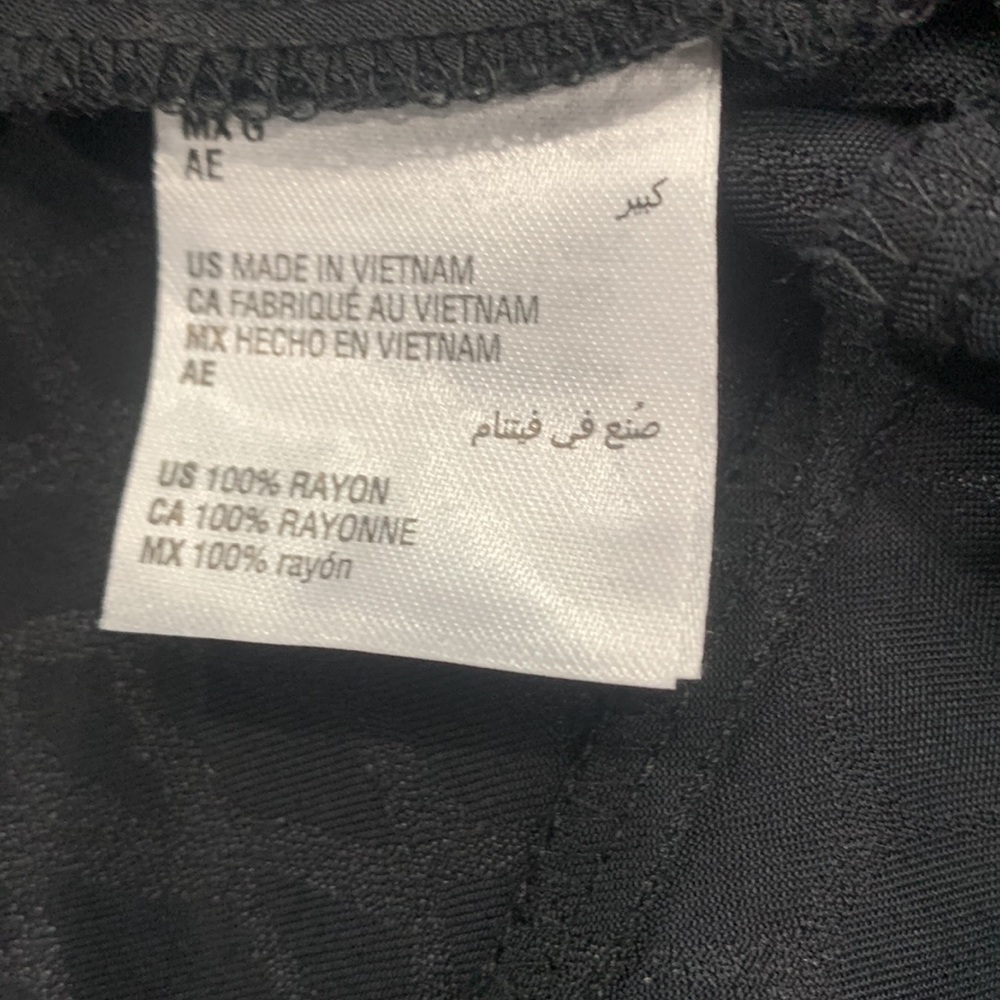 MX G
AE
كبير
US MADE IN VIETNAM
CA FABRIQUÉ AU VIETNAM
MX HECHO EN VIETNAM
AE
صُنع في فيتنام
US 100% RAYON
CA 100% RAYONNE
MX 100% rayón